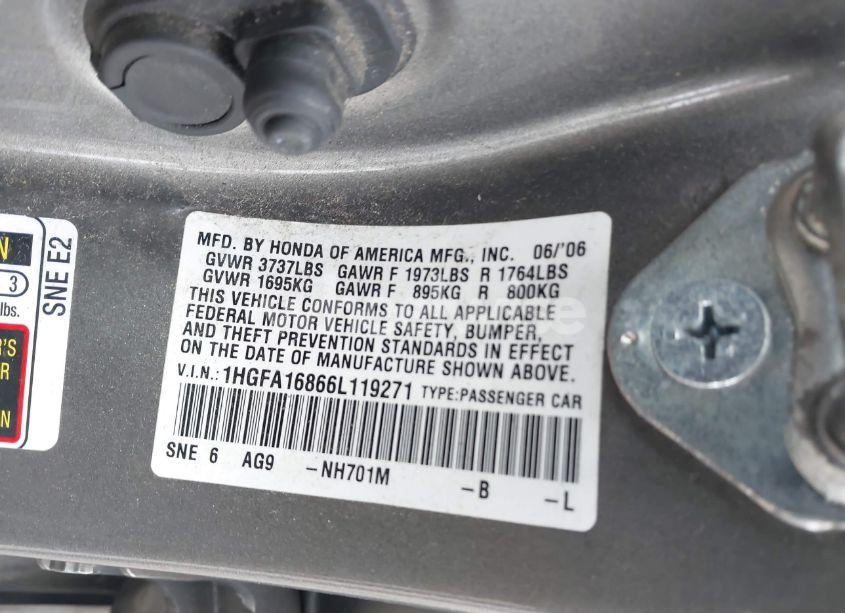 N
3
lbs.
SNE E2
'S
R
N
MFD. BY HONDA OF AMERICA MFG., INC. 06/'06
GVWR 3737LBS GAWR F 1973LBS R 1764LBS
GVWR 1695KG GAWR F 895KG R 800KG
THIS VEHICLE CONFORMS TO ALL APPLICABLE
FEDERAL MOTOR VEHICLE SAFETY, BUMPER,
AND THEFT PREVENTION STANDARDS IN EFFECT
ON THE DATE OF MANUFACTURE SHOWN ABOVE.
V.I.N.: 1HGFA16866L119271 TYPE:PASSENGER CAR
SNE 6 AG9 -NH701M -B -L